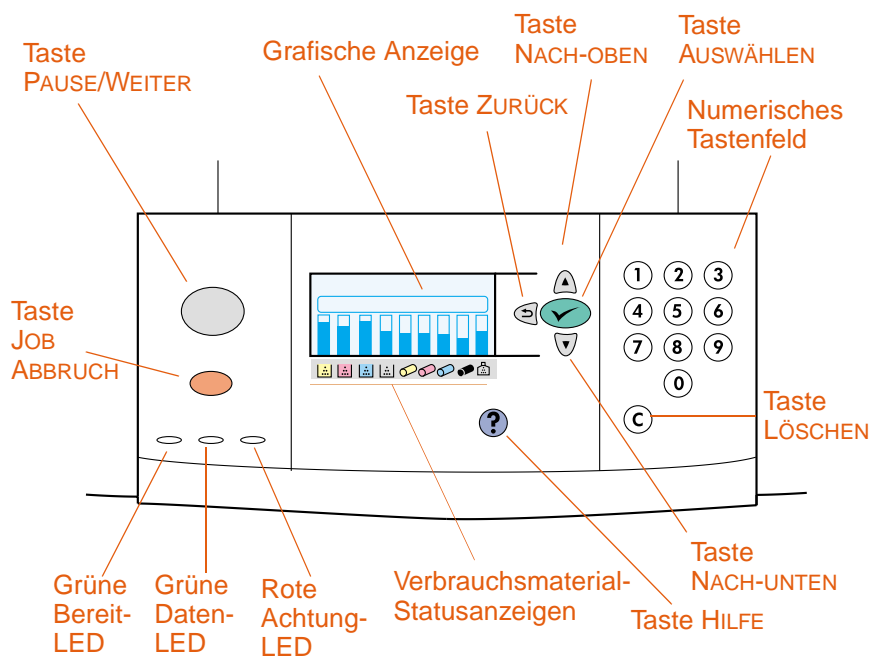 Taste
PAUSE/WEITER
Grafische Anzeige
Taste
NACH-OBEN
Taste
AUSWÄHLEN
Taste ZURÜCK
Numerisches
Tastenfeld
Taste
JOB
ABBRUCH
1 2 3
4 5 6
7 8 9
0
C
?
Taste
LÖSCHEN
Grüne
Bereit-
LED
Grüne
Daten-
LED
Rote
Achtung-
LED
Verbrauchsmaterial-
Statusanzeigen
Taste HILFE
Taste
NACH-UNTEN